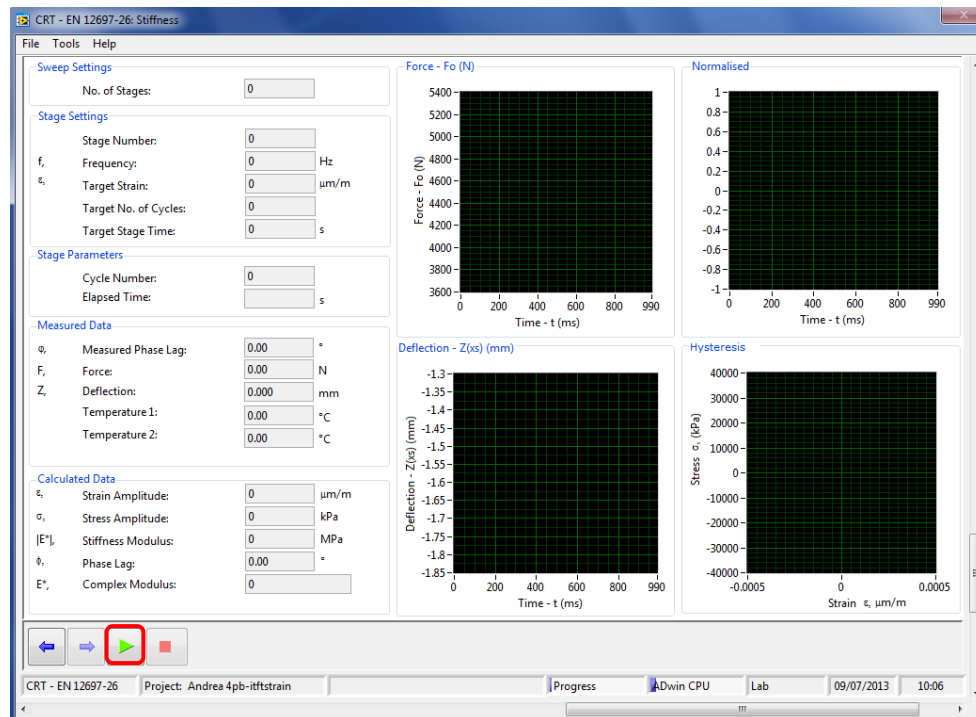 CRT - EN 12697-26: Stiffness
File Tools Help
Sweep Settings
No. of Stages: 0
Stage Settings
Stage Number: 0
f, Frequency: 0 Hz
ε, Target Strain: 0 μm/m
Target No. of Cycles: 0
Target Stage Time: 0 s
Stage Parameters
Cycle Number: 0
Elapsed Time: s
Measured Data
φ, Measured Phase Lag: 0.00 °
F, Force: 0.00 N
Z, Deflection: 0.000 mm
Temperature 1: 0.00 °C
Temperature 2: 0.00 °C
Calculated Data
ε, Strain Amplitude: 0 μm/m
σ, Stress Amplitude: 0 kPa
|E*|, Stiffness Modulus: 0 MPa
ϕ, Phase Lag: 0.00 °
E*, Complex Modulus: 0
Force - Fo (N)
Force - Fo (N)
5400
5200
5000
4800
4600
4400
4200
4000
3800
3600
0 200 400 600 800 990
Time - t (ms)
Normalised
1
0.8
0.6
0.4
0.2
0
-0.2
-0.4
-0.6
-0.8
-1
0 200 400 600 800 990
Time - t (ms)
Deflection - Z(xs) (mm)
Deflection - Z(xs) (mm)
-1.3
-1.35
-1.4
-1.45
-1.5
-1.55
-1.6
-1.65
-1.7
-1.75
-1.8
-1.85
0 200 400 600 800 990
Time - t (ms)
Hysteresis
Stress σ, (kPa)
40000
30000
20000
10000
0
-10000
-20000
-30000
-40000
-0.0005 0 0.0005
Strain ε, μm/m
CRT - EN 12697-26 Project: Andrea 4pb-itftstrain Progress ADwin CPU Lab 09/07/2013 10:06